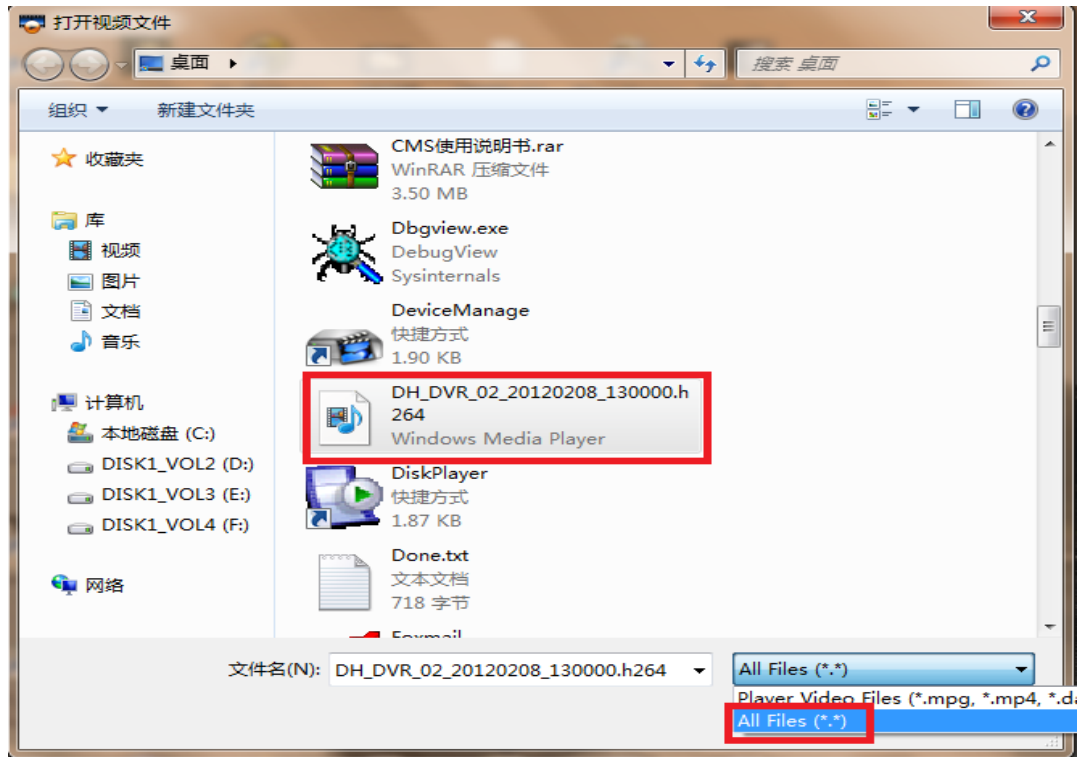 打开视频文件
桌面
搜索 桌面
组织
新建文件夹
收藏夹
库
视频
图片
文档
音乐
计算机
本地磁盘 (C:)
DISK1_VOL2 (D:)
DISK1_VOL3 (E:)
DISK1_VOL4 (F:)
网络
CMS使用说明书.rar
WinRAR 压缩文件
3.50 MB
Dbgview.exe
DebugView
Sysinternals
DeviceManage
快捷方式
1.90 KB
DH_DVR_02_20120208_130000.h
264
Windows Media Player
DiskPlayer
快捷方式
1.87 KB
Done.txt
文本文档
718 字节
Foxmail
文件名(N): DH_DVR_02_20120208_130000.h264
All Files (*.*)
Player Video Files (*.mpg, *.mp4, *.da
All Files (*.*)